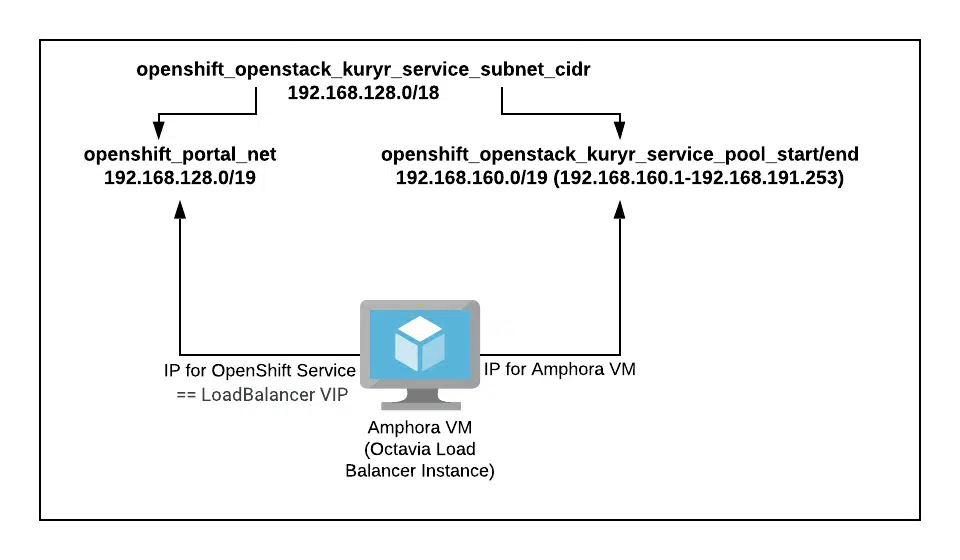 openshift_openstack_kuryr_service_subnet_cidr
192.168.128.0/18
openshift_portal_net
192.168.128.0/19
openshift_openstack_kuryr_service_pool_start/end
192.168.160.0/19 (192.168.160.1-192.168.191.253)
IP for OpenShift Service
== LoadBalancer VIP
IP for Amphora VM
Amphora VM
(Octavia Load
Balancer Instance)